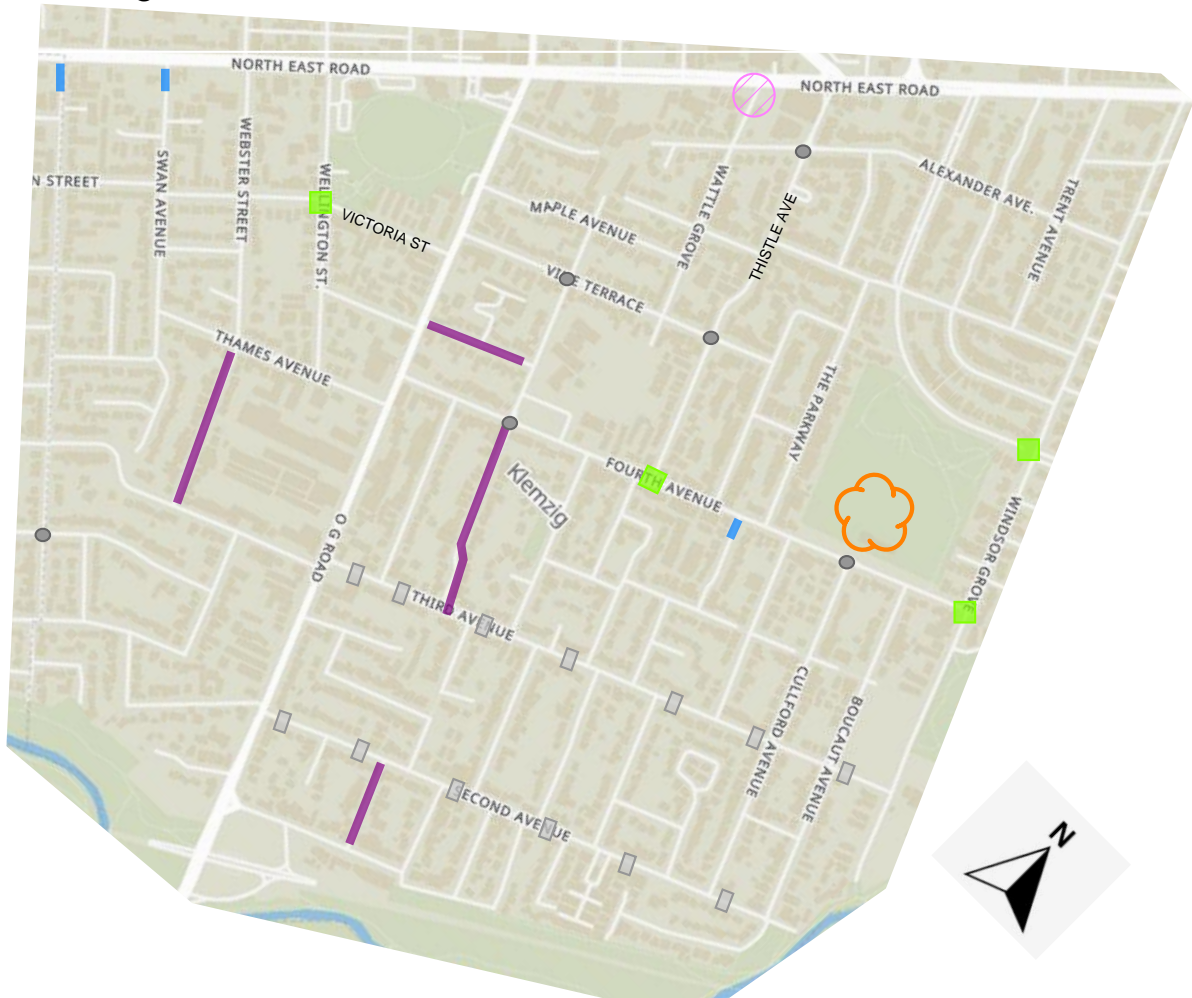 NORTH EAST ROAD
NORTH EAST ROAD
N STREET
SWAN AVENUE
WEBSTER STREET
WELLINGTON ST.
VICTORIA ST
MAPLE AVENUE
WATTLE GROVE
THISTLE AVE
ALEXANDER AVE.
TRENT AVENUE
VINE TERRACE
THAMES AVENUE
THE PARKWAY
FOURTH AVENUE
Klemzig
O G ROAD
WINDSOR GROVE
THIRD AVENUE
CULLFORD AVENUE
BOUCAUT AVENUE
SECOND AVENUE
N